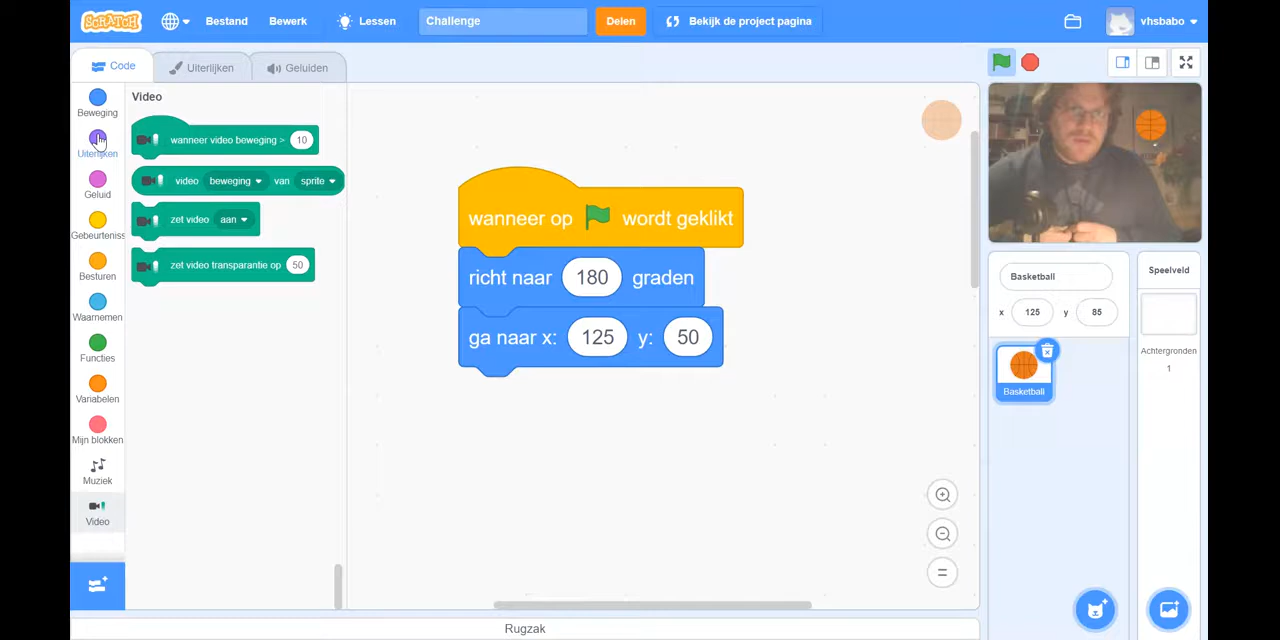 SCRATCH
Bestand
Bewerk
Lessen
Challenge
Delen
Bekijk de project pagina
vhsbabo
Code
Uiterlijken
Geluiden
Beweging
Uiterlijken
Geluid
Gebeurteniss
Besturen
Waarnemen
Functies
Variabelen
Mijn blokken
Muziek
Video
Video
wanneer video beweging > 10
video beweging van sprite
zet video aan
zet video transparantie op 50
wanneer op wordt geklikt
richt naar 180 graden
ga naar x: 125 y: 50
Basketball
x 125 y 85
Basketball
Speelveld
Achtergronden
1
Rugzak